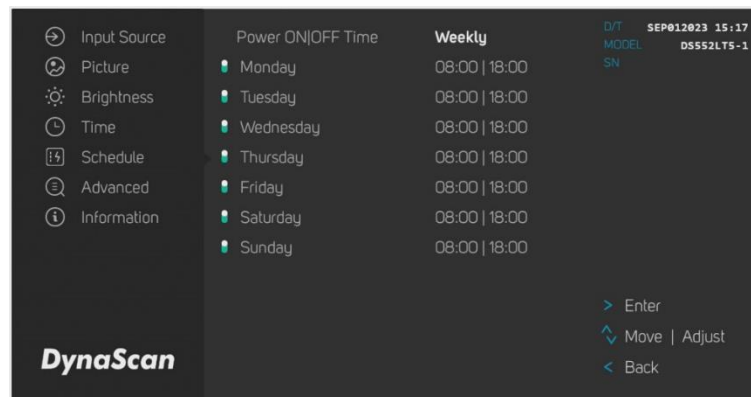 Input Source
Picture
Brightness
Time
Schedule
Advanced
Information
DynaScan
Power ON|OFF Time Weekly
Monday 08:00 | 18:00
Tuesday 08:00 | 18:00
Wednesday 08:00 | 18:00
Thursday 08:00 | 18:00
Friday 08:00 | 18:00
Saturday 08:00 | 18:00
Sunday 08:00 | 18:00
D/T SEP012023 15:17
MODEL DS552LT5-1
SN
> Enter
Move | Adjust
< Back